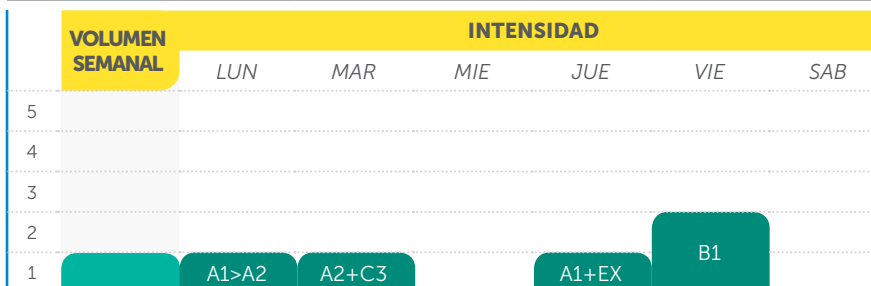 VOLUMEN
SEMANAL
INTENSIDAD
LUN MAR MIE JUE VIE SAB
5
4
3
2
B1
1 A1>A2 A2+C3 A1+EX